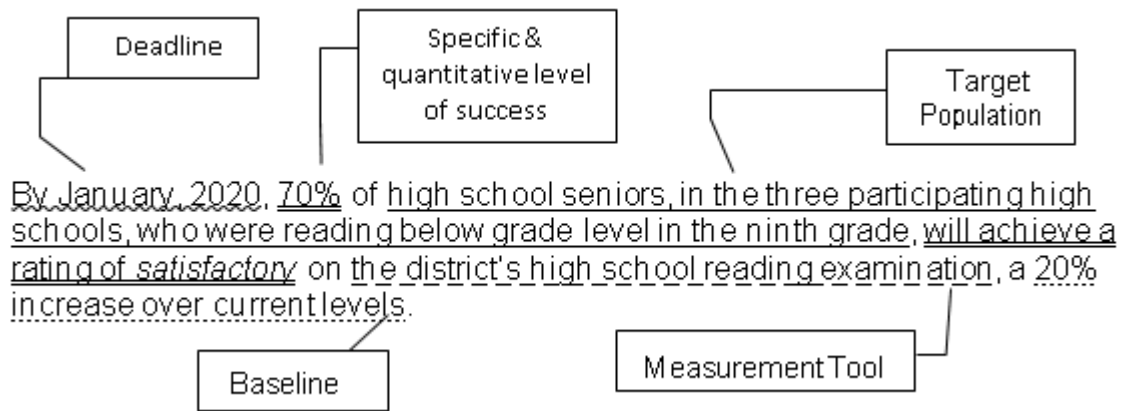 Deadline
Specific &
quantitative level
of success
Target
Population
By January, 2020, 70% of high school seniors, in the three participating high
schools, who were reading below grade level in the ninth grade, will achieve a
rating of satisfactory on the district's high school reading examination, a 20%
increase over current levels.
Baseline
Measurement Tool